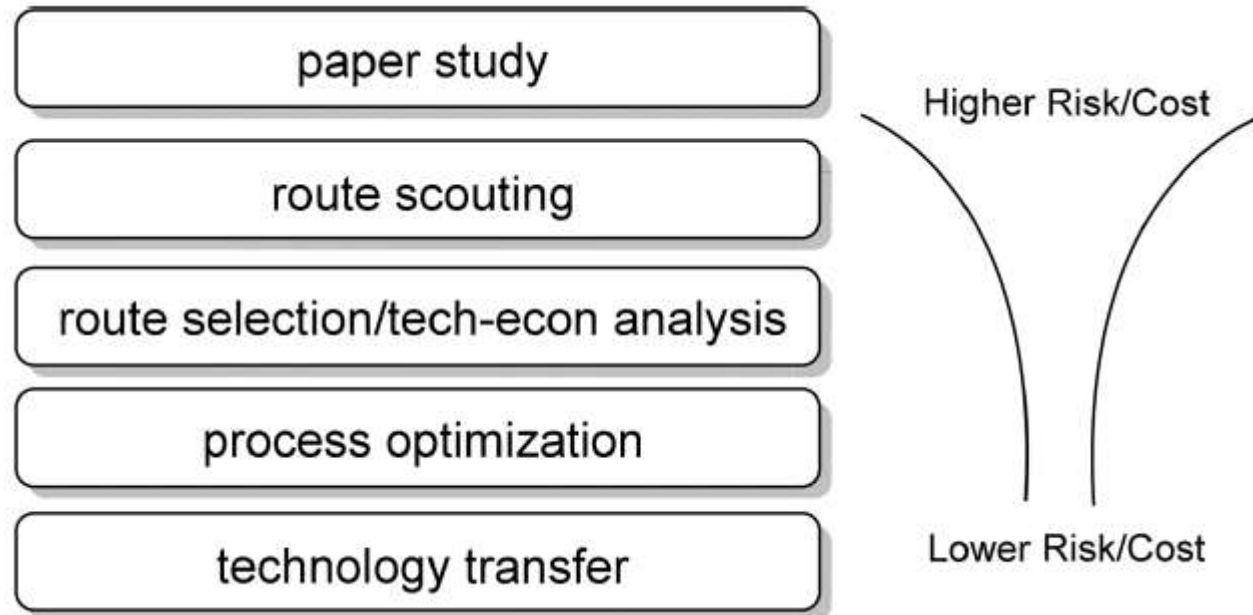 paper study
Higher Risk/Cost
route scouting
route selection/tech-econ analysis
process optimization
technology transfer
Lower Risk/Cost